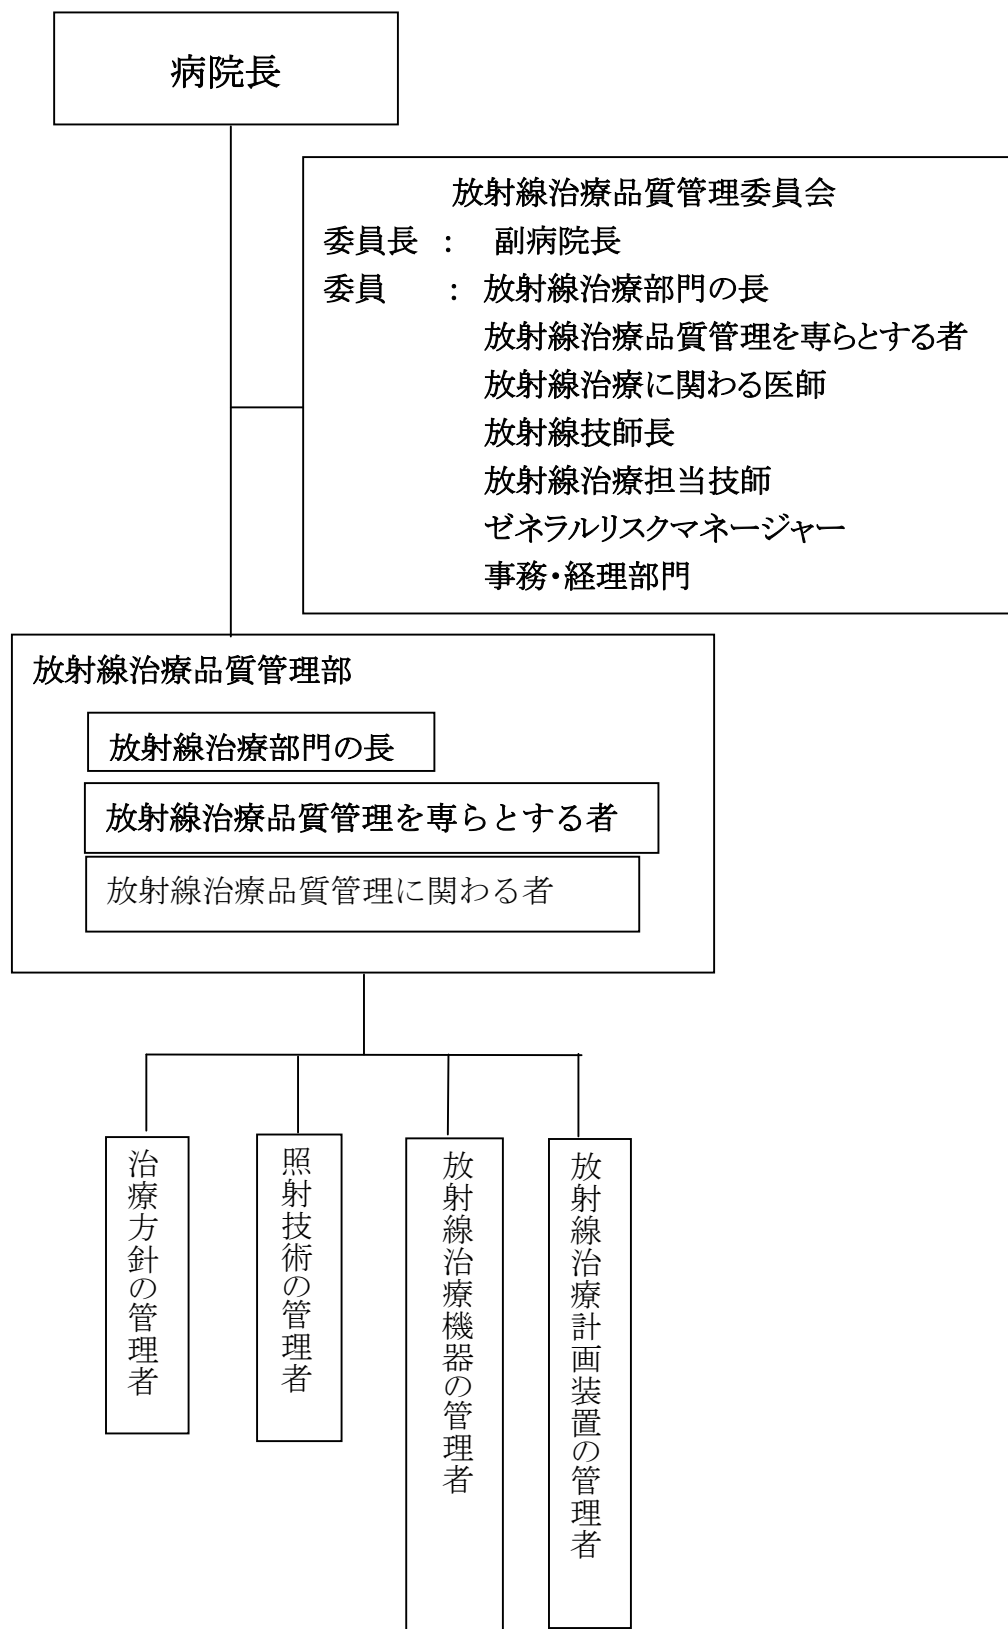 病院長
放射線治療品質管理委員会
委員長 : 副病院長
委員 : 放射線治療部門の長
放射線治療品質管理を専らとする者
放射線治療に関わる医師
放射線技師長
放射線治療担当技師
ゼネラルリスクマネージャー
事務・経理部門
放射線治療品質管理部
放射線治療部門の長
放射線治療品質管理を専らとする者
放射線治療品質管理に関わる者
治療方針の管理者
照射技術の管理者
放射線治療機器の管理者
放射線治療計画装置の管理者